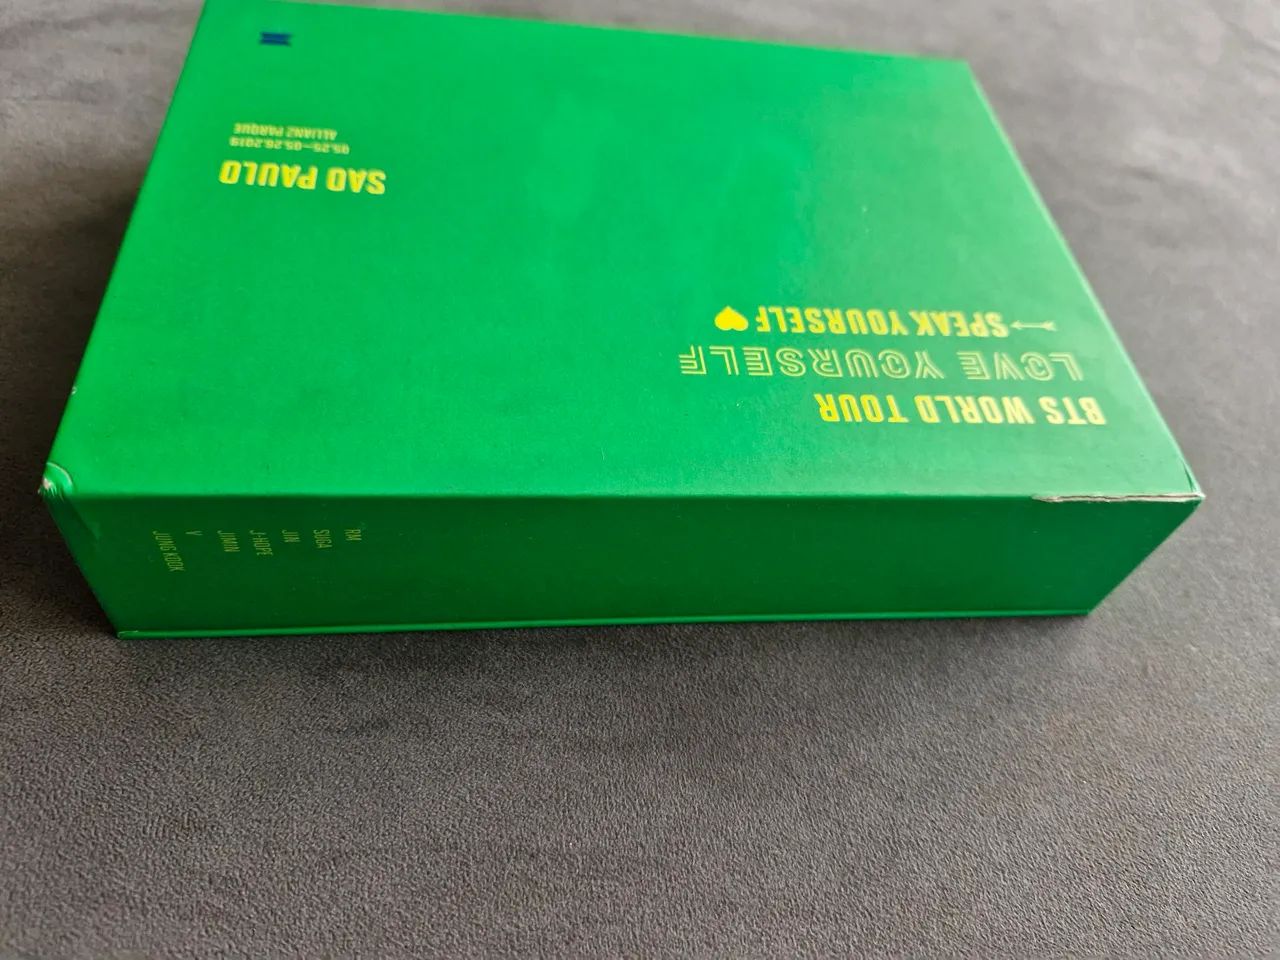 BTS WORLD TOUR
LOVE YOURSELF
SPEAK YOURSELF
SAO PAULO
05.25—05.26.2019
ALLIANZ PARQUE
RM
SUGA
JIN
J-HOPE
JIMIN
V
JUNG KOOK